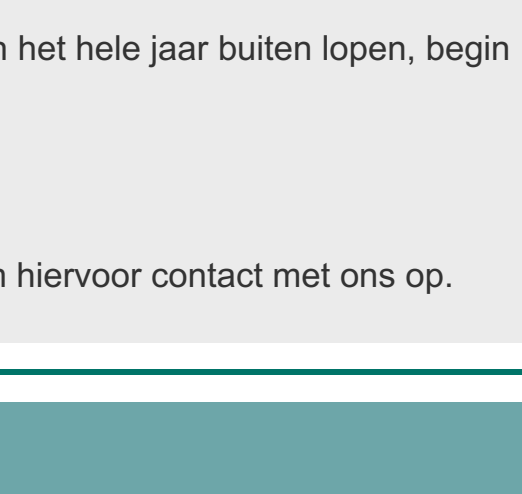 het hele jaar buiten lopen, begin
hiervoor contact met ons op.